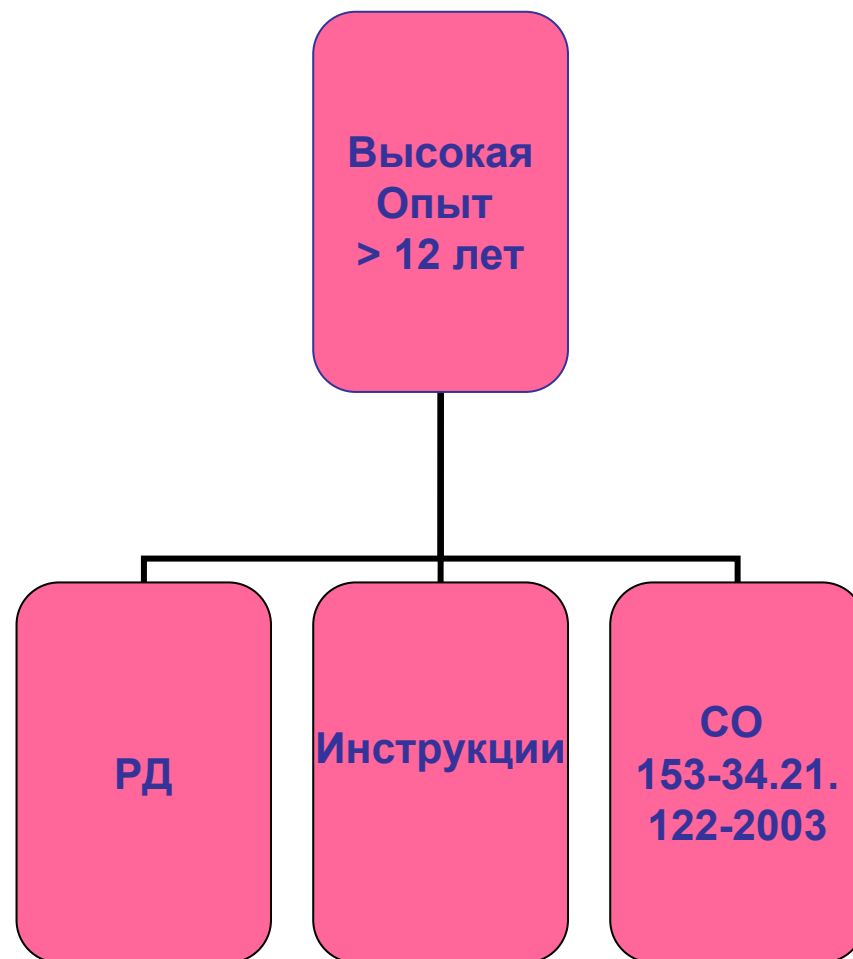 Высокая
Опыт
> 12 лет
РД
Инструкции
СО
153-34.21.
122-2003